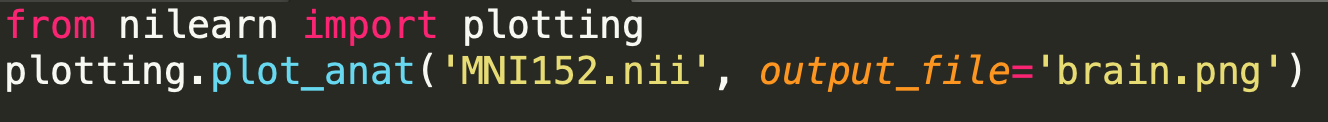 from nilearn import plotting
plotting.plot_anat('MNI152.nii', output_file='brain.png')